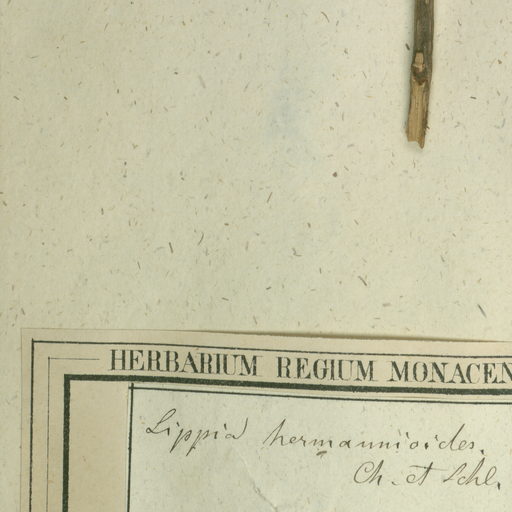 HERBARIUM REGIUM MONACEN
Lippia hermannioides.
Ch. et Schl.